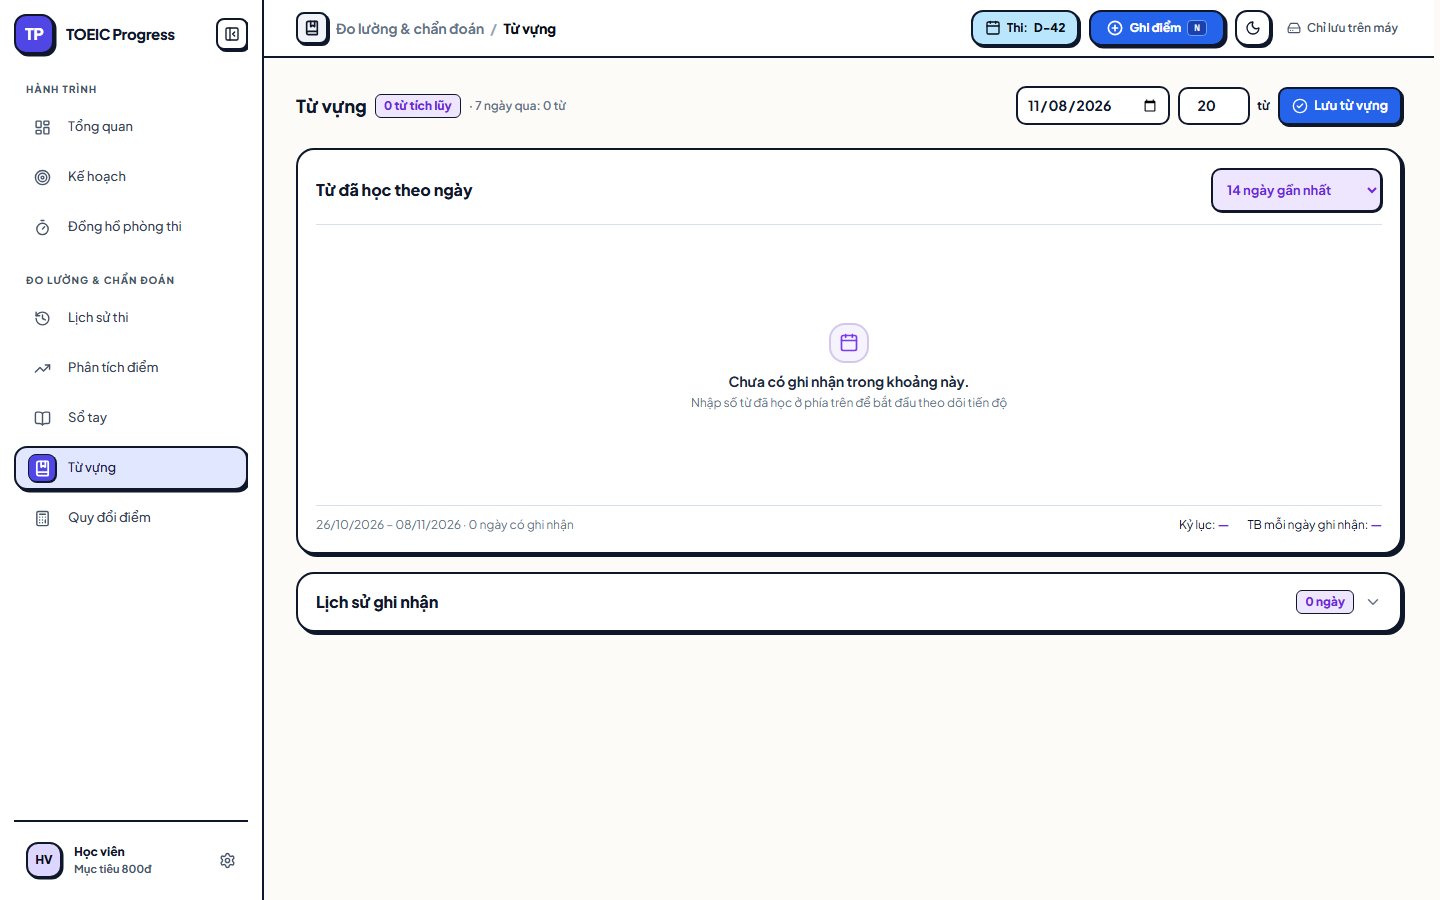 TP
TOEIC Progress
HÀNH TRÌNH
Tổng quan
Kế hoạch
Đồng hồ phòng thi
ĐO LƯỜNG & CHẨN ĐOÁN
Lịch sử thi
Phân tích điểm
Sổ tay
Từ vựng
Quy đổi điểm
HV
Học viên
Mục tiêu 800đ
Đo lường & chẩn đoán / Từ vựng
Thi: D-42
Ghi điểm N
Chỉ lưu trên máy
Từ vựng 0 từ tích lũy · 7 ngày qua: 0 từ
11/08/2026
20 từ
Lưu từ vựng
Từ đã học theo ngày
14 ngày gần nhất
Chưa có ghi nhận trong khoảng này.
Nhập số từ đã học ở phía trên để bắt đầu theo dõi tiến độ
26/10/2026 – 08/11/2026 · 0 ngày có ghi nhận
Kỷ lục: — TB mỗi ngày ghi nhận: —
Lịch sử ghi nhận
0 ngày